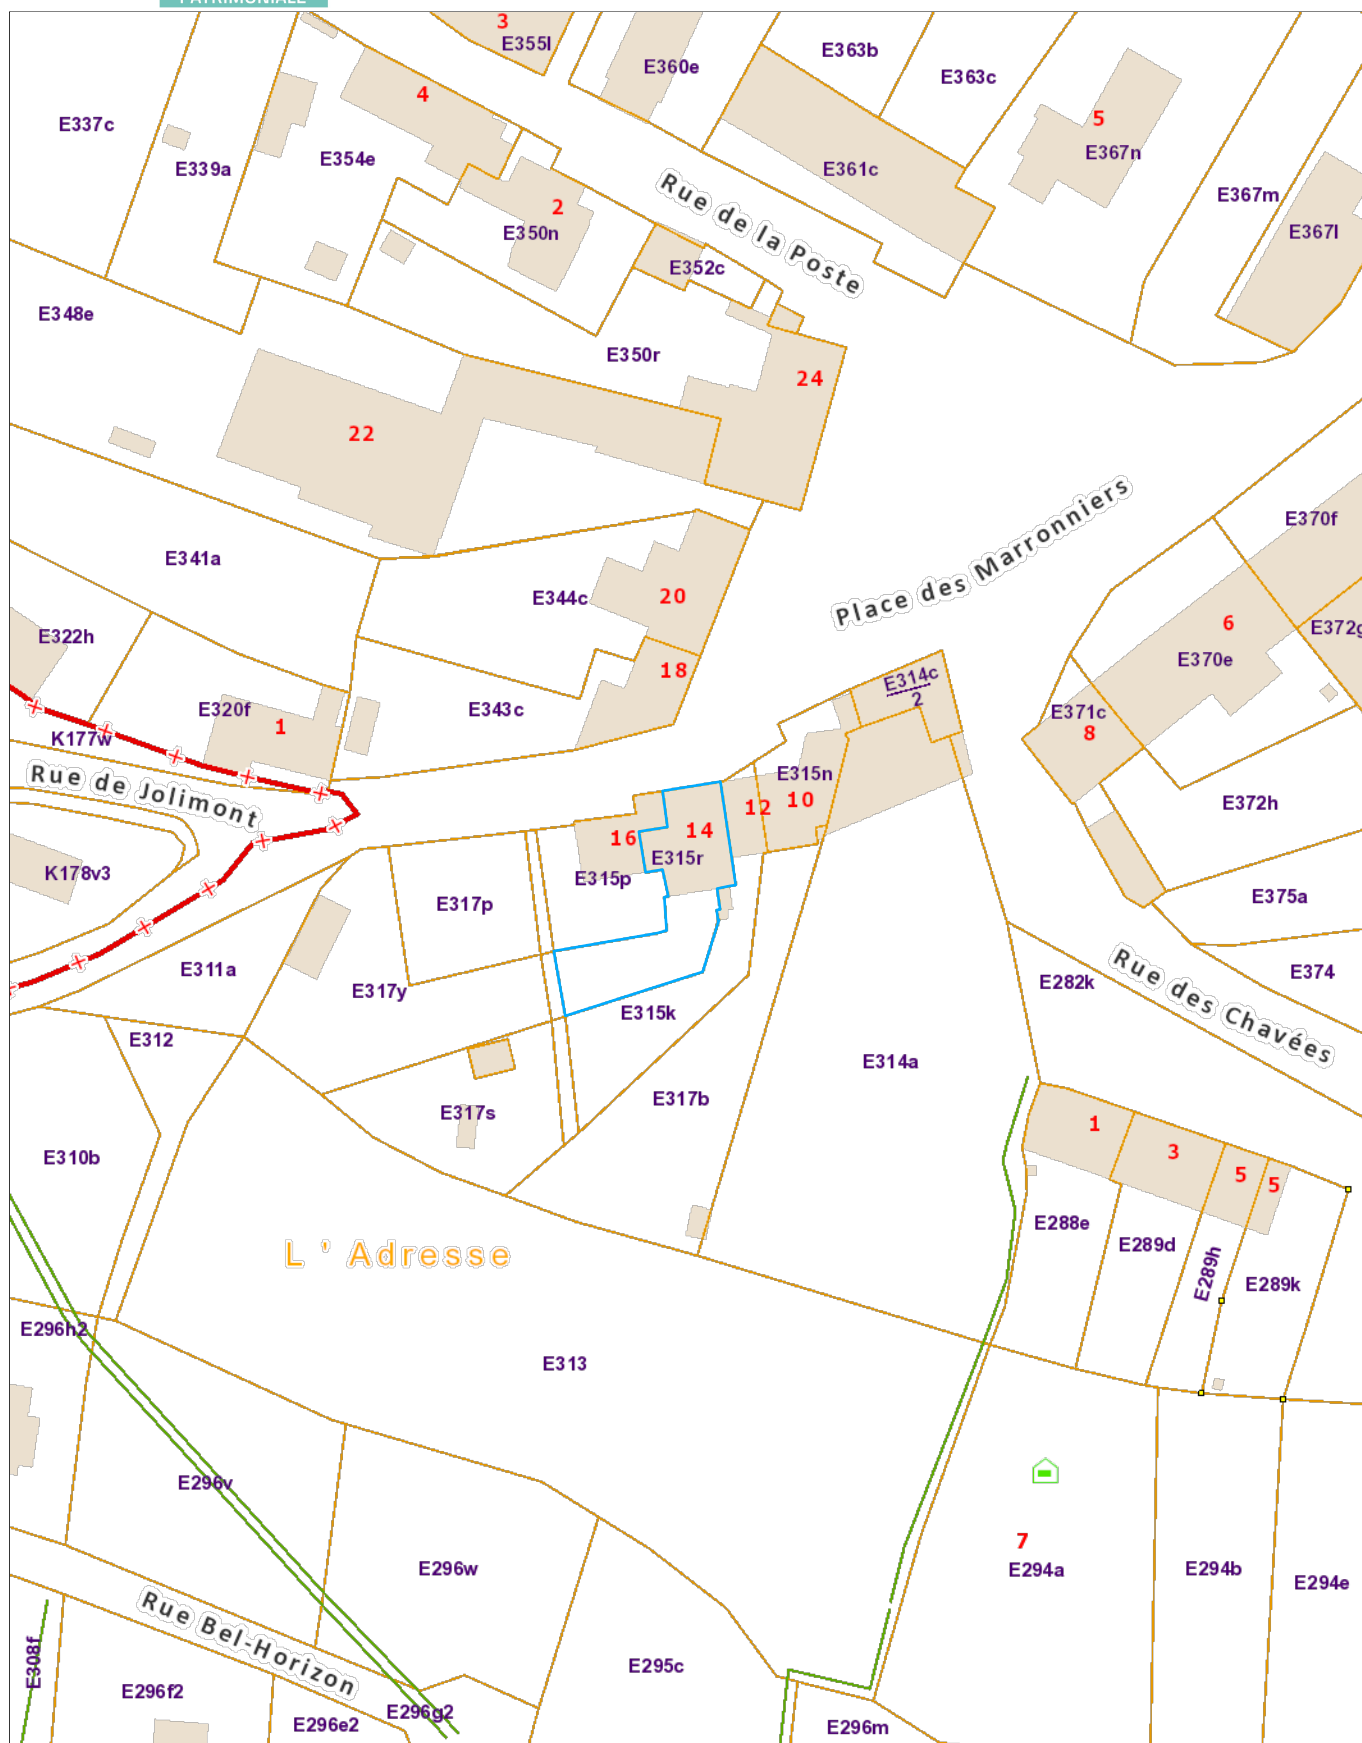 PATRIMONIALE
3
E355l
E360e
E363b
E363c
4
5
E337c
E354e
E339a
E361c
E367n
E367m
E367l
Rue de la Poste
2
E350n
E352c
E348e
E350r
24
22
Place des Marronniers
E370f
E341a
E344c
20
E322h
6
E372g
E370e
18
E314c
2
E320f
1
E343c
E371c
8
K177w
Rue de Jolimont
E315n
12
10
E372h
16
14
E315r
K178v3
E315p
E317p
E375a
E311a
E317y
E282k
E374
Rue des Chavées
E315k
E312
E314a
E317s
E317b
1
3
5
5
E310b
E288e
E289d
E289h
E289k
L ' Adresse
E296h2
E313
E296v
7
E296w
E294a
E294b
E294e
Rue Bel-Horizon
E308f
E295c
E296f2
E296g2
E296e2
E296m